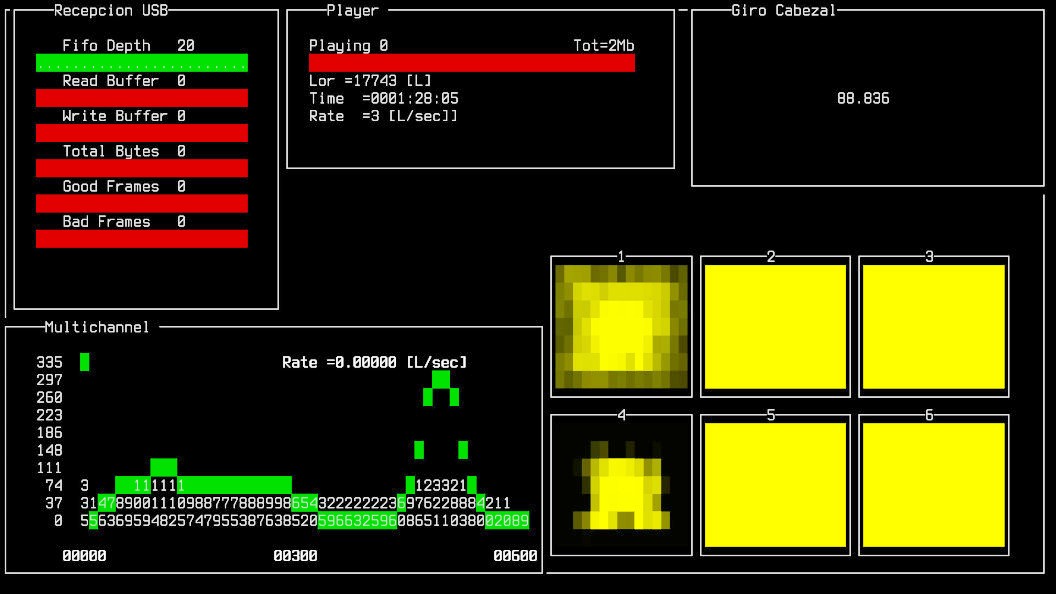 Recepcion USB
Fifo Depth 20
Read Buffer 0
Write Buffer 0
Total Bytes 0
Good Frames 0
Bad Frames 0
Player
Playing 0 Tot=2Mb
Lor =17743 [L]
Time =0001:28:05
Rate =3 [L/sec]]
Giro Cabezal
88.836
Multichannel
335 Rate =0.00000 [L/sec]
297
260
223
186
148
111
74 3 111111 123321
37 31478900111098877788899865432222222369762288842​11
0
00000 00300 00600
1 2 3
4 5 6